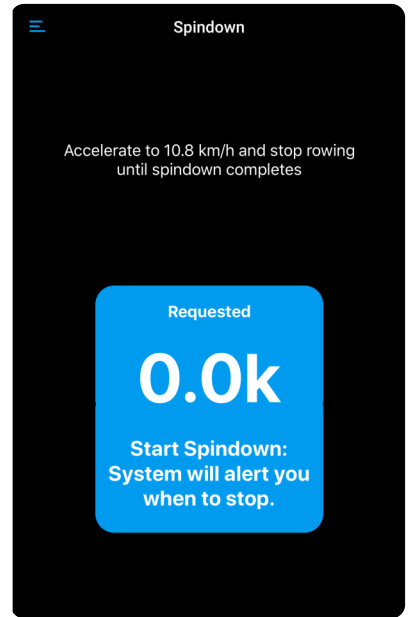 Spindown
Accelerate to 10.8 km/h and stop rowing
until spindown completes
Requested
0.0k
Start Spindown:
System will alert you
when to stop.